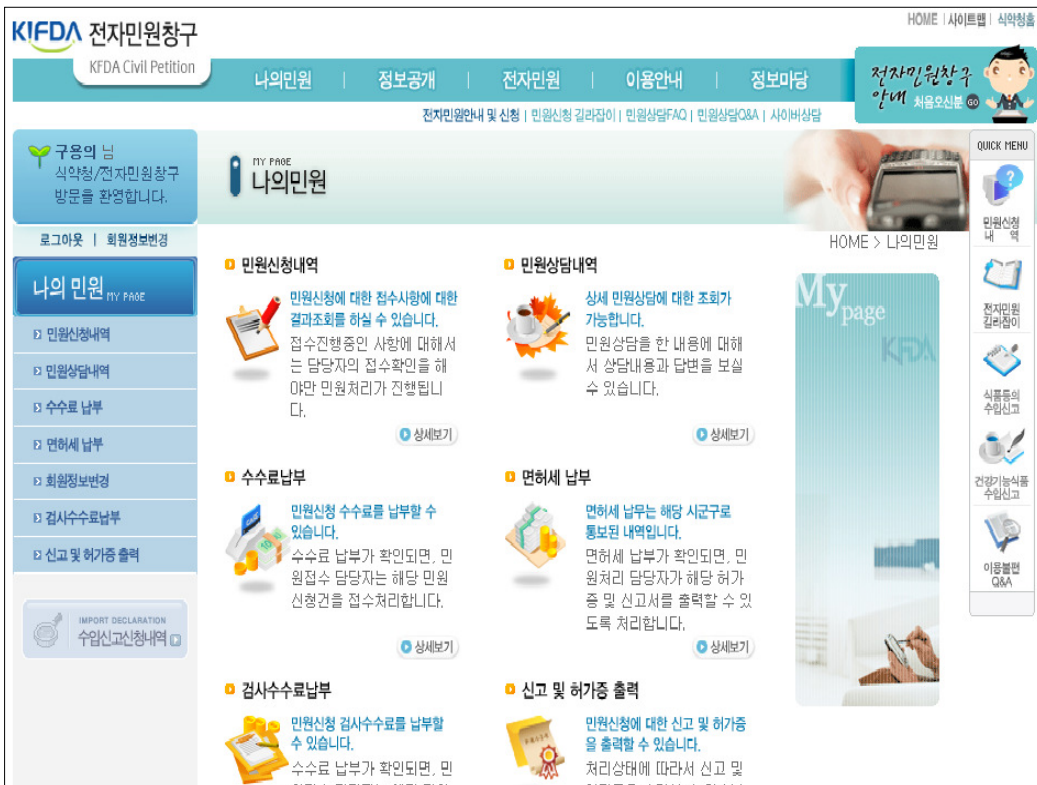 HOME | 사이트맵 | 식약청홈
KIFDA 전자민원창구
KFDA Civil Petition
나의민원 | 정보공개 | 전자민원 | 이용안내 | 정보마당
전자민원창구
안내 처음오신분 GO
전자민원안내 및 신청 | 민원신청 길라잡이 | 민원상담FAQ | 민원상담Q&A | 사이버상담
구용의 님
식약청/전자민원창구
방문을 환영합니다.
로그아웃 | 회원정보변경
나의 민원 MY PAGE
민원신청내역
민원상담내역
수수료 납부
면허세 납부
회원정보변경
검사수수료납부
신고 및 허가증 출력
IMPORT DECLARATION
수입신고신청내역
MY PAGE
나의민원
HOME > 나의민원
민원신청내역
민원신청에 대한 접수사항에 대한
결과조회를 하실 수 있습니다.
접수진행중인 사항에 대해서
는 담당자의 접수확인을 해
야만 민원처리가 진행됩니
다.
상세보기
민원상담내역
상세 민원상담에 대한 조회가
가능합니다.
민원상담을 한 내용에 대해
서 상담내용과 답변을 보실
수 있습니다.
상세보기
수수료납부
민원신청 수수료를 납부할 수
있습니다.
수수료 납부가 확인되면, 민
원접수 담당자는 해당 민원
신청건을 접수처리합니다.
상세보기
면허세 납부
면허세 납무는 해당 시군구로
통보된 내역입니다.
면허세 납부가 확인되면, 민
원처리 담당자가 해당 허가
증 및 신고서를 출력할 수 있
도록 처리합니다.
상세보기
검사수수료납부
민원신청 검사수수료를 납부할
수 있습니다.
수수료 납부가 확인되면, 민
신고 및 허가증 출력
민원신청에 대한 신고 및 허가증
을 출력할 수 있습니다.
처리상태에 따라서 신고 및
My
page
KFDA
QUICK MENU
민원신청
내 역
전자민원
길라잡이
식품등의
수입신고
건강기능식품
수입신고
이용불편
Q&A